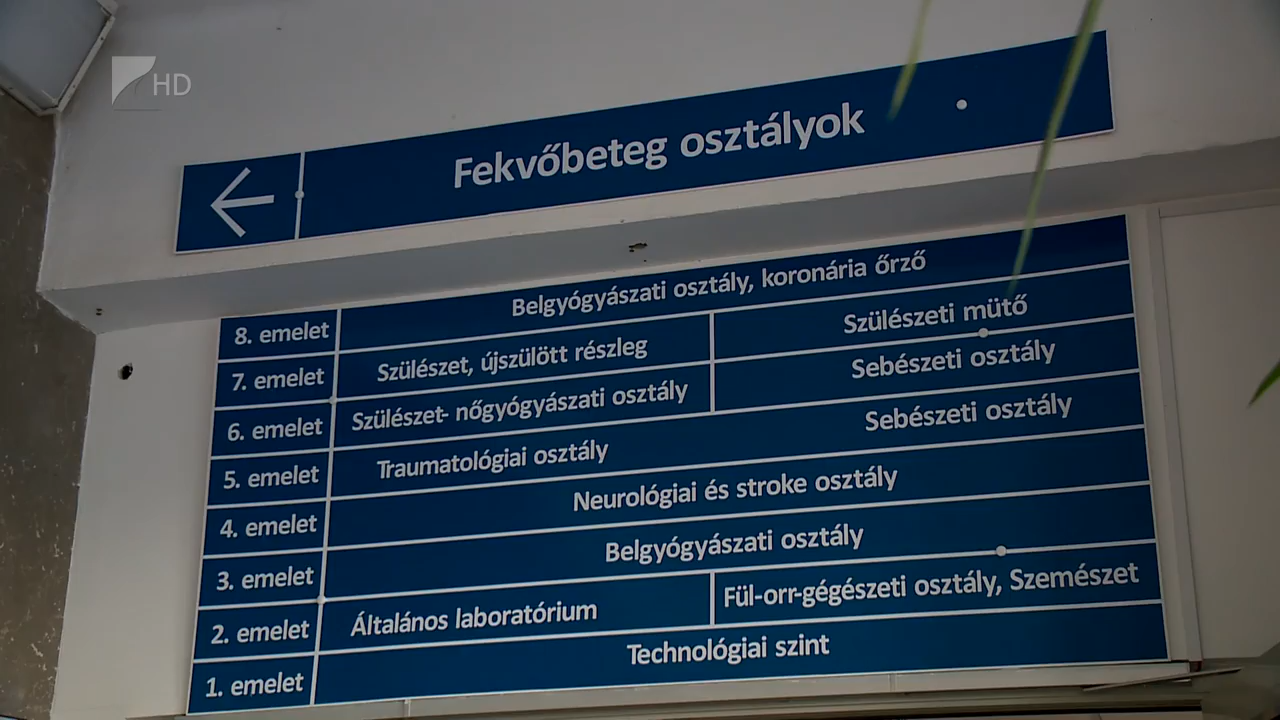 HD
Fekvőbeteg osztályok
8. emelet Belgyógyászati osztály, koronária őrző
7. emelet Szülészet, újszülött részleg Szülészeti műtő
6. emelet Szülészet- nőgyógyászati osztály Sebészeti osztály
5. emelet Traumatológiai osztály Sebészeti osztály
4. emelet Neurológiai és stroke osztály
3. emelet Belgyógyászati osztály
2. emelet Általános laboratórium Fül-orr-gégészeti osztály, Szemészet
1. emelet Technológiai szint